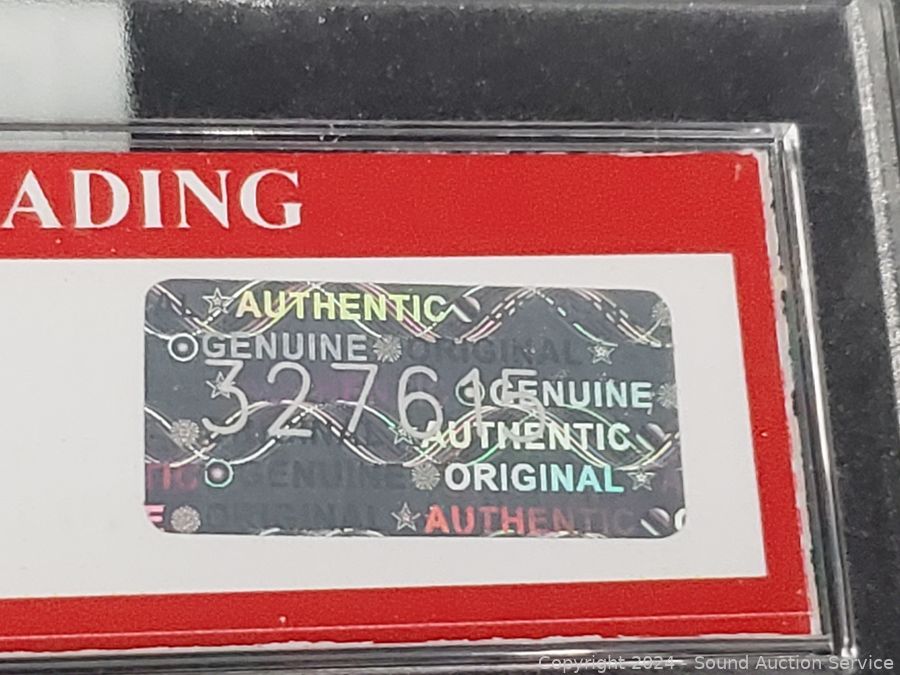 ADING
AUTHENTIC
GENUINE ORIGINAL
327615
GENUINE
AUTHENTIC
GENUINE ORIGINAL
ORIGINAL AUTHENTIC
Copyright 2024 - Sound Auction Service